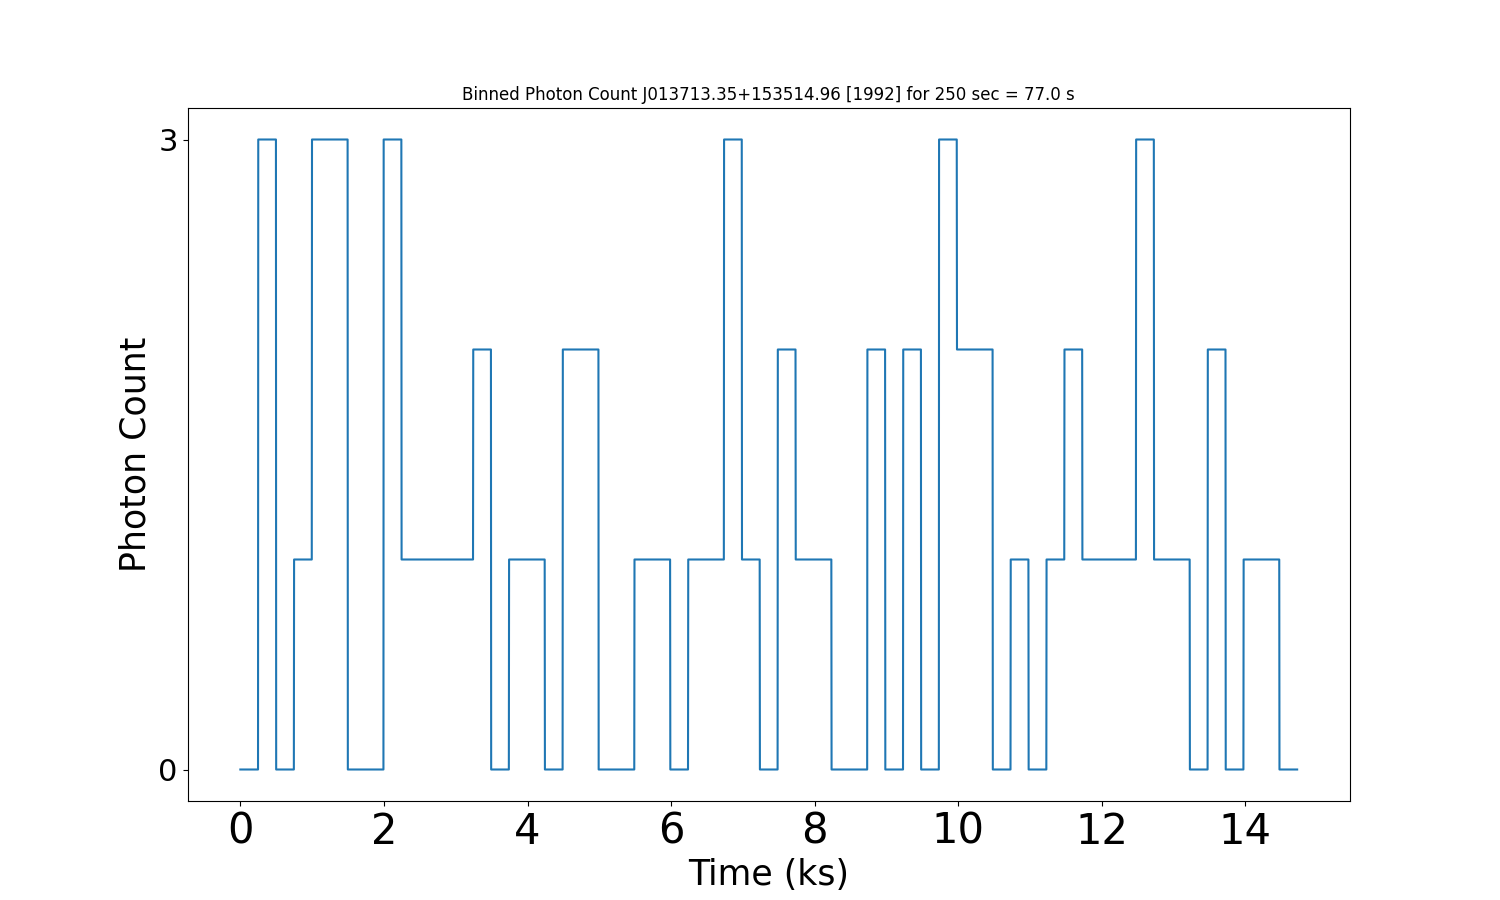 Binned Photon Count J013713.35+153514.96 [1992] for 250 sec = 77.0 s
3
0
Photon Count
0 2 4 6 8 10 12 14
Time (ks)